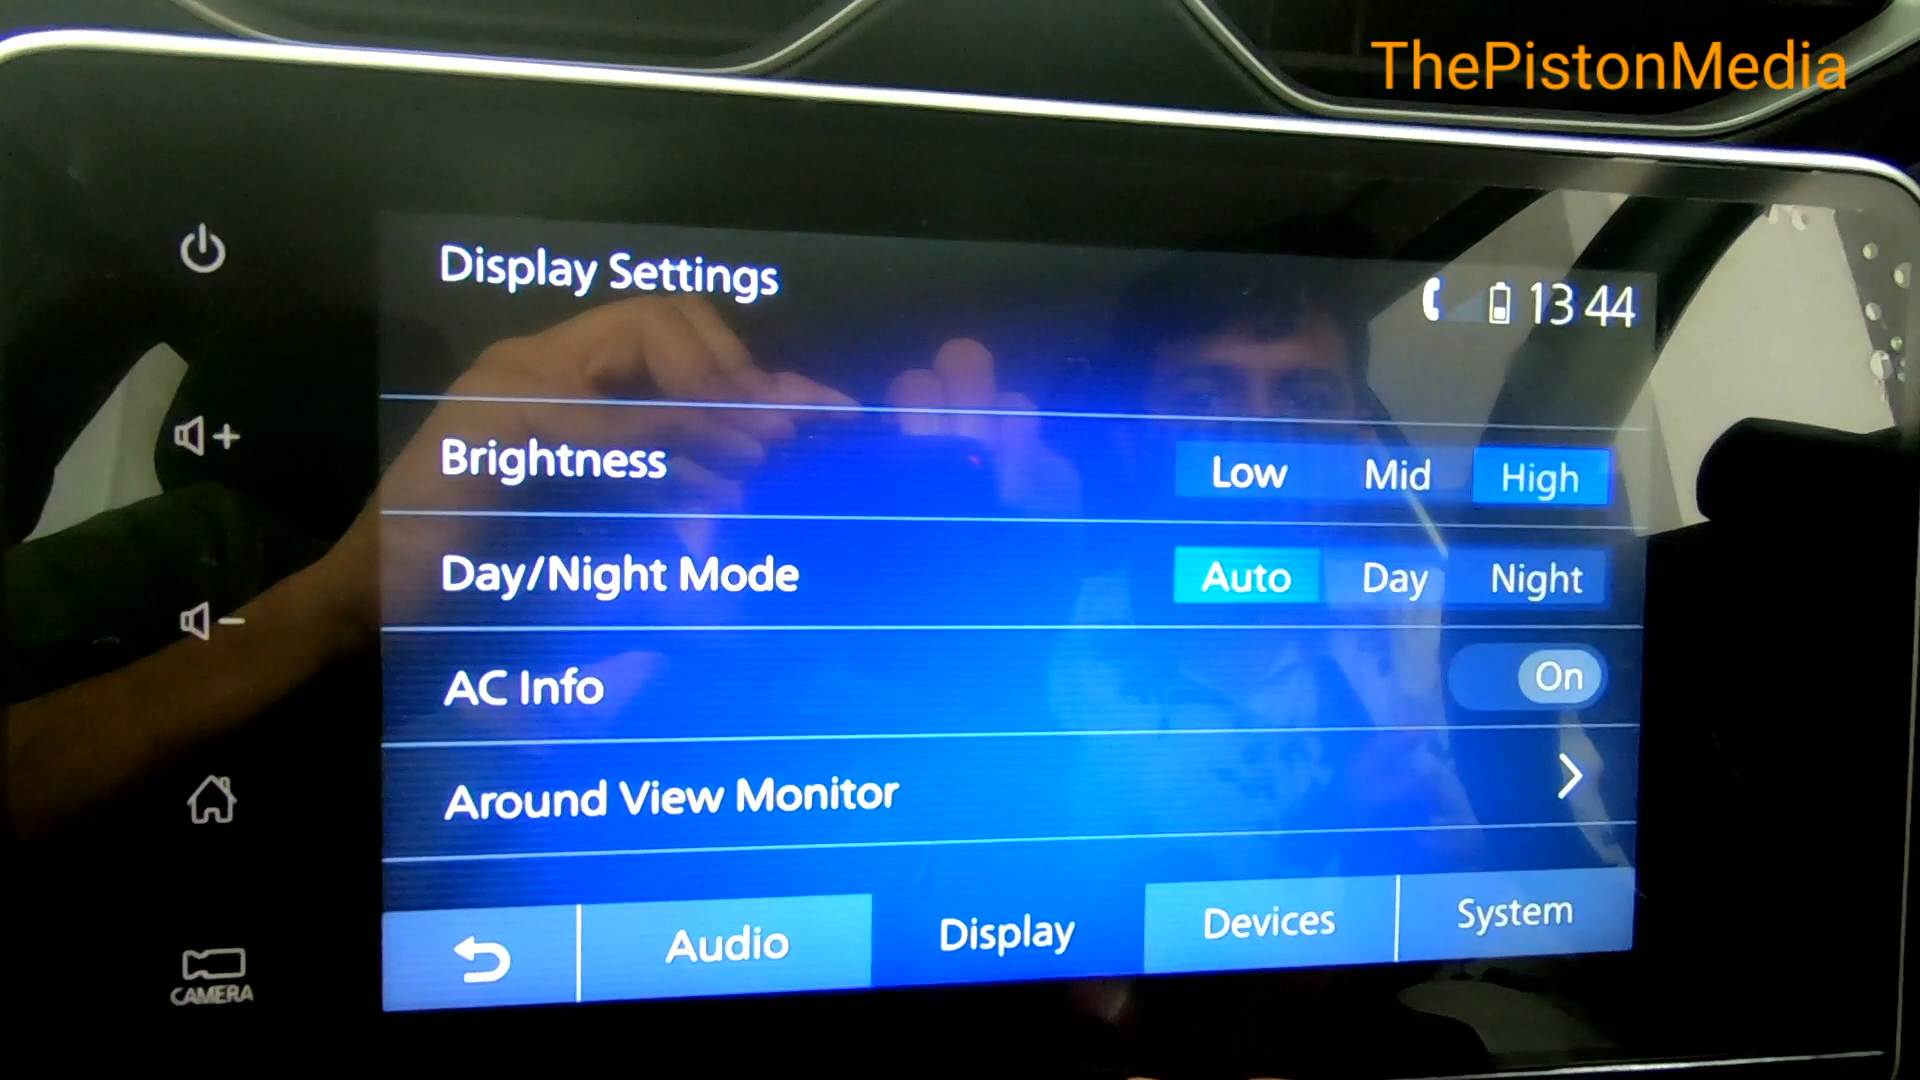 ThePistonMedia
Display Settings
13 44
Brightness Low Mid High
Day/Night Mode Auto Day Night
AC Info On
Around View Monitor
Audio Display Devices System
CAMERA